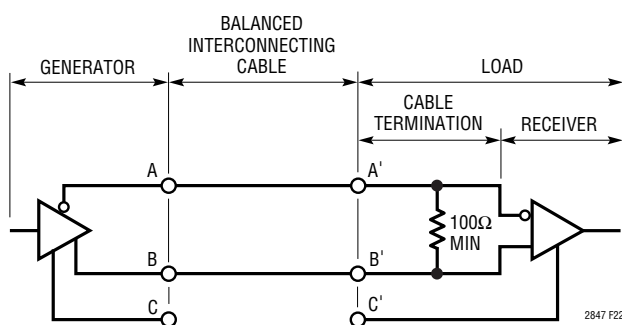 BALANCED
INTERCONNECTING
CABLE
GENERATOR
LOAD
CABLE
TERMINATION
RECEIVER
A
A'
100Ω
MIN
B
B'
C
C'
2847 F22